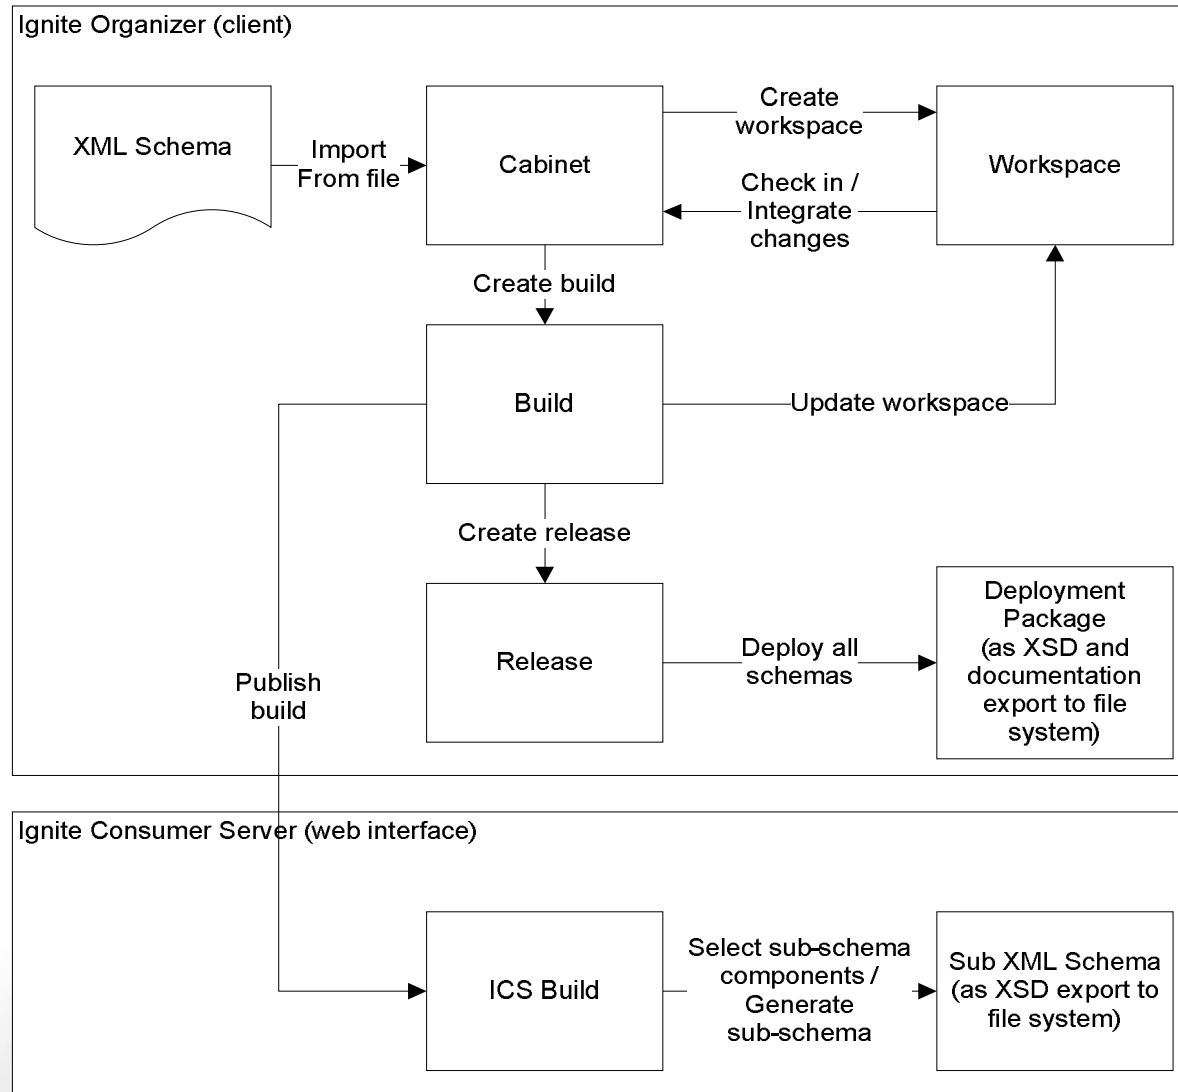 Ignite Organizer (client)
XML Schema
Import
From file
Cabinet
Create
workspace
Workspace
Check in /
Integrate
changes
Create build
Build
Update workspace
Create release
Release
Deploy all
schemas
Deployment
Package
(as XSD and
documentation
export to file
system)
Publish
build
Ignite Consumer Server (web interface)
ICS Build
Select sub-schema
components /
Generate
sub-schema
Sub XML Schema
(as XSD export to
file system)